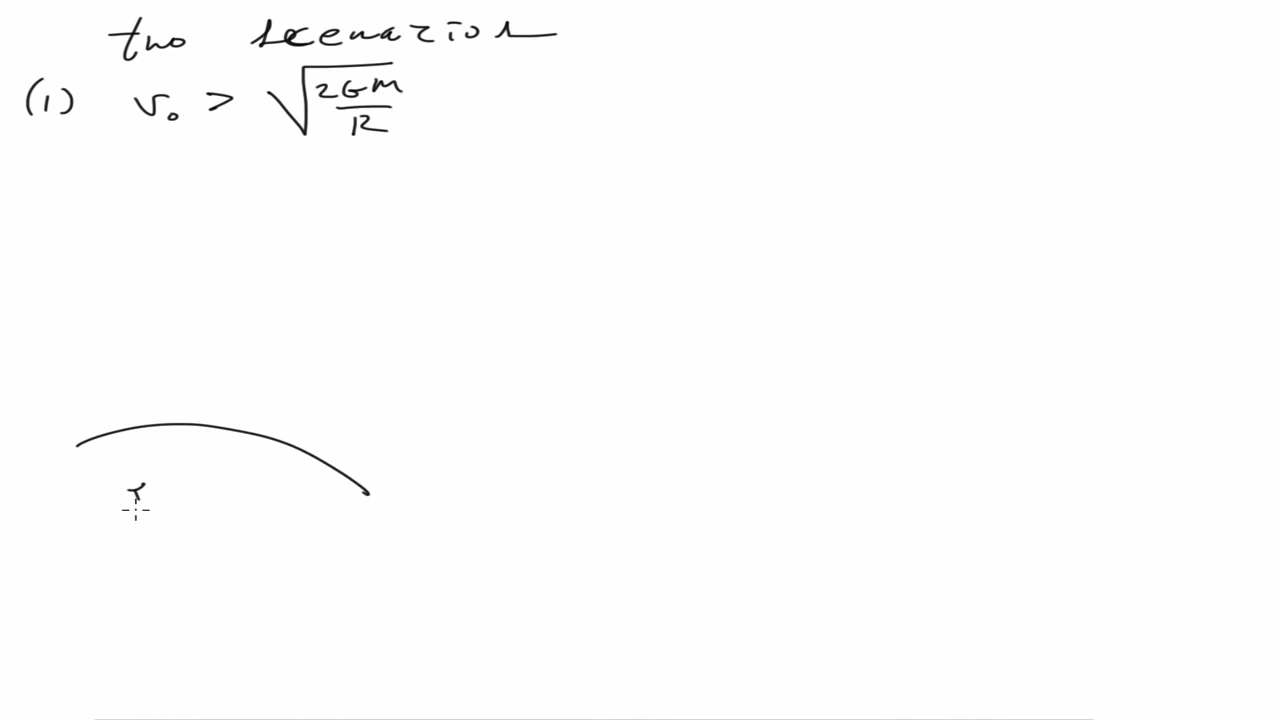 two scenarios
(1) v₀ > √(2GM/R)